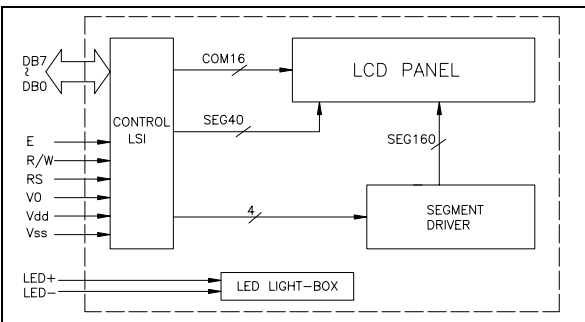 DB7
~
DB0
E
R/W
RS
V0
Vdd
Vss
LED+
LED-
CONTROL
LSI
COM16
SEG40
4
LCD PANEL
SEG160
SEGMENT
DRIVER
LED LIGHT-BOX